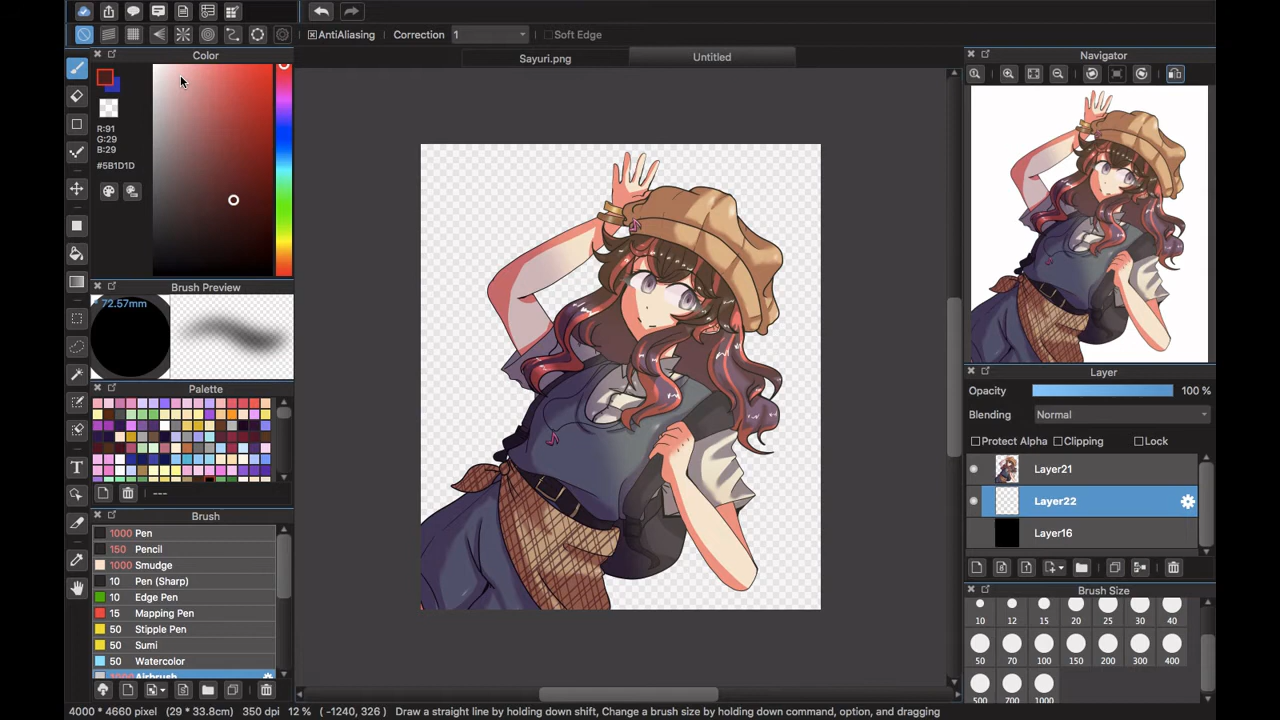 AntiAliasing Correction 1 Soft Edge
Color
Sayuri.png
Untitled
Navigator
R:91
G:29
B:29
#5B1D1D
Brush Preview
72.57mm
Palette
---
Brush
1000 Pen
150 Pencil
1000 Smudge
10 Pen (Sharp)
10 Edge Pen
15 Mapping Pen
50 Stipple Pen
50 Sumi
50 Watercolor
1000 Airbrush
Layer
Opacity 100 %
Blending Normal
Protect Alpha Clipping Lock
Layer21
Layer22
Layer16
Brush Size
10 12 15 20 25 30 40
50 70 100 150 200 300 400
500 700 1000
4000 * 4660 pixel (29 * 33.8cm) 350 dpi 12 % ( -1240, 326 ) Draw a straight line by holding down shift, Change a brush size by holding down command, option, and dragging